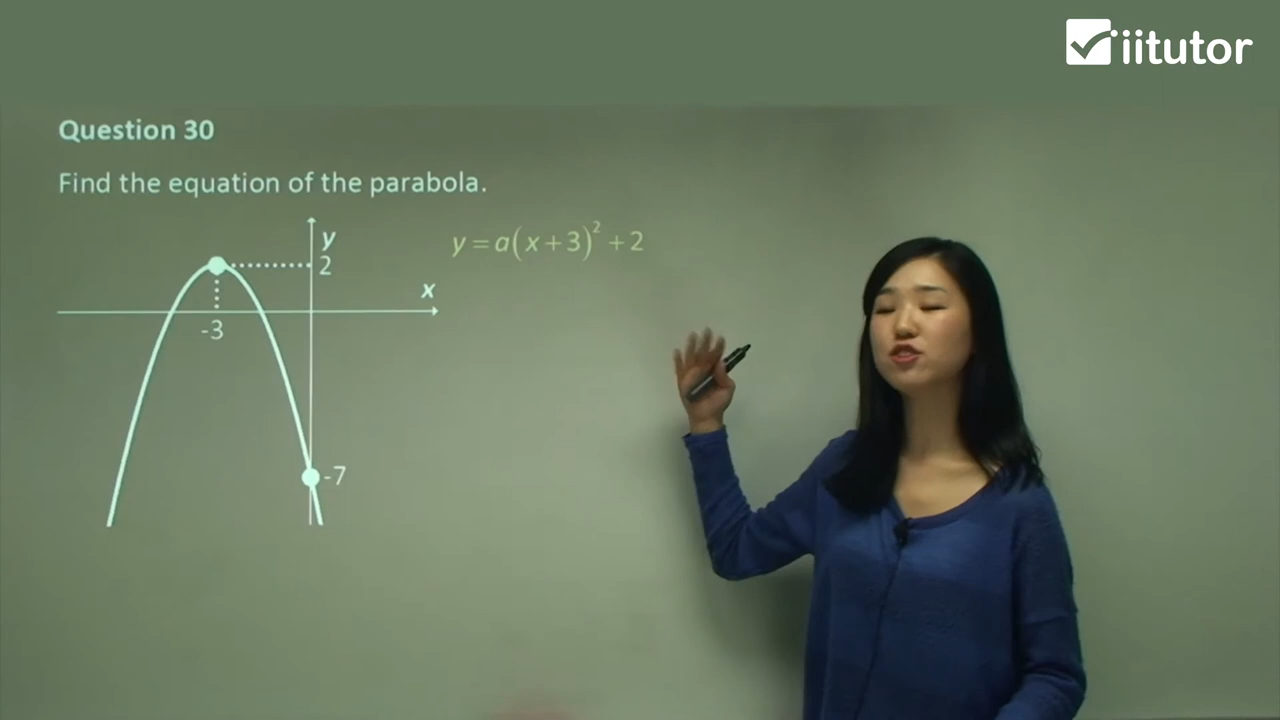 iitutor
Question 30
Find the equation of the parabola.
y
2
x
-3
-7
y = a(x+3)² + 2